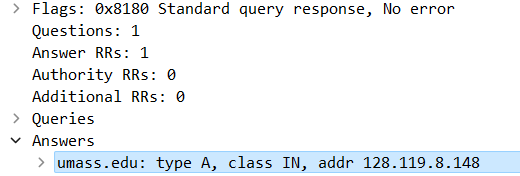 Flags: 0x8180 Standard query response, No error
Questions: 1
Answer RRs: 1
Authority RRs: 0
Additional RRs: 0
Queries
Answers
umass.edu: type A, class IN, addr 128.119.8.148